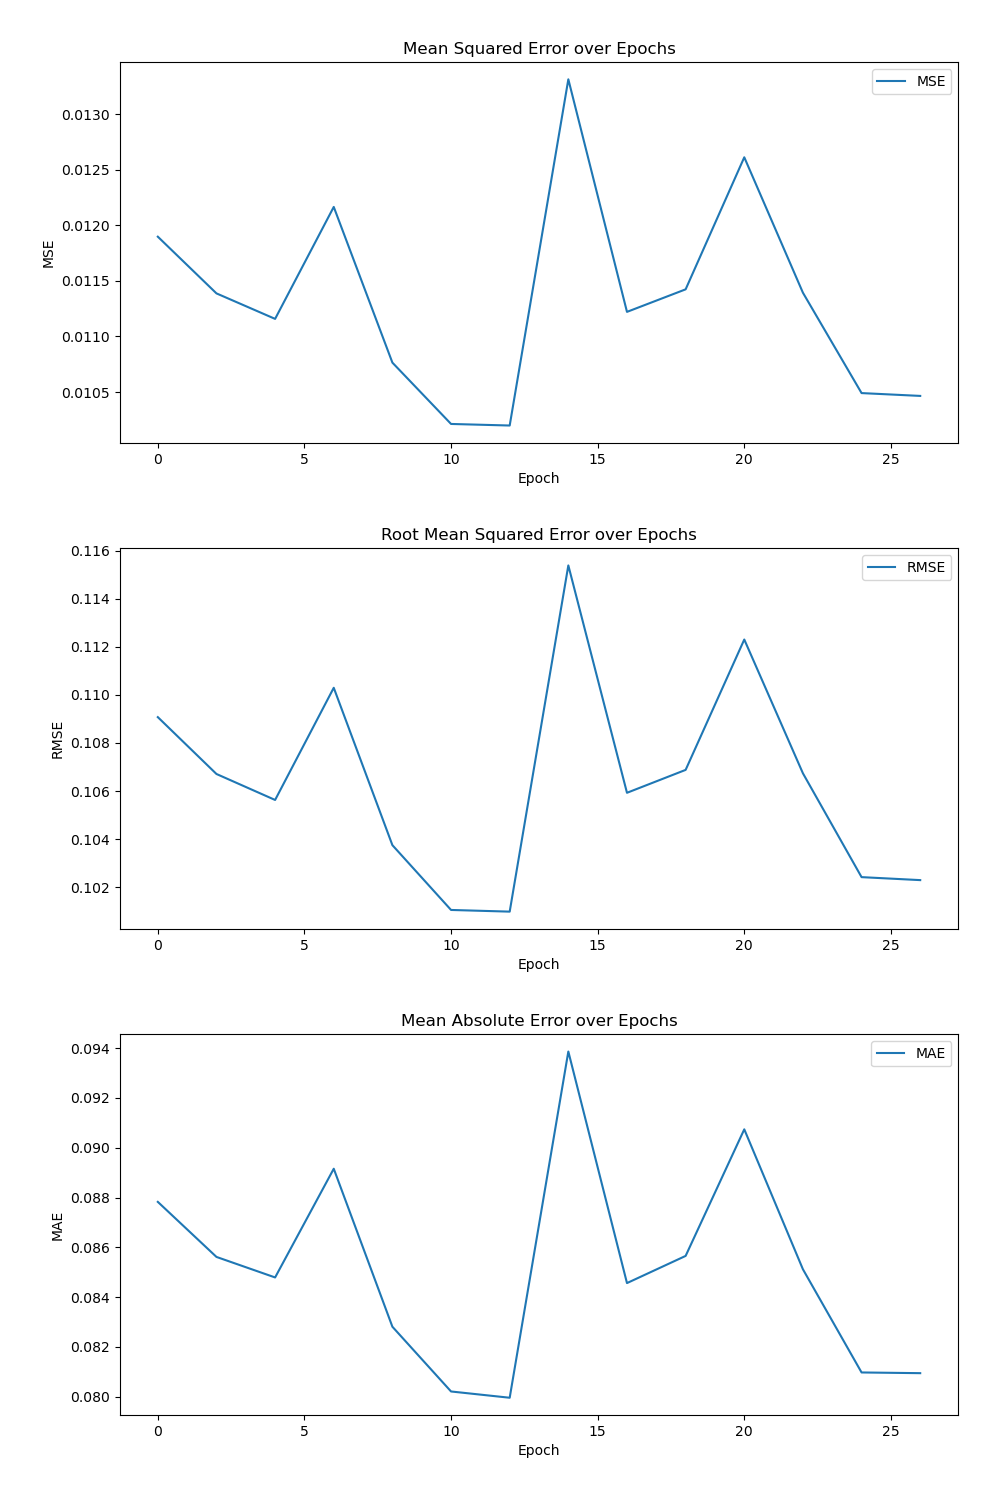 Mean Squared Error over Epochs
MSE
0.0130
0.0125
0.0120
0.0115
0.0110
0.0105
MSE
0 5 10 15 20 25
Epoch
Root Mean Squared Error over Epochs
RMSE
0.116
0.114
0.112
0.110
0.108
0.106
0.104
0.102
RMSE
0 5 10 15 20 25
Epoch
Mean Absolute Error over Epochs
MAE
0.094
0.092
0.090
0.088
0.086
0.084
0.082
0.080
MAE
0 5 10 15 20 25
Epoch